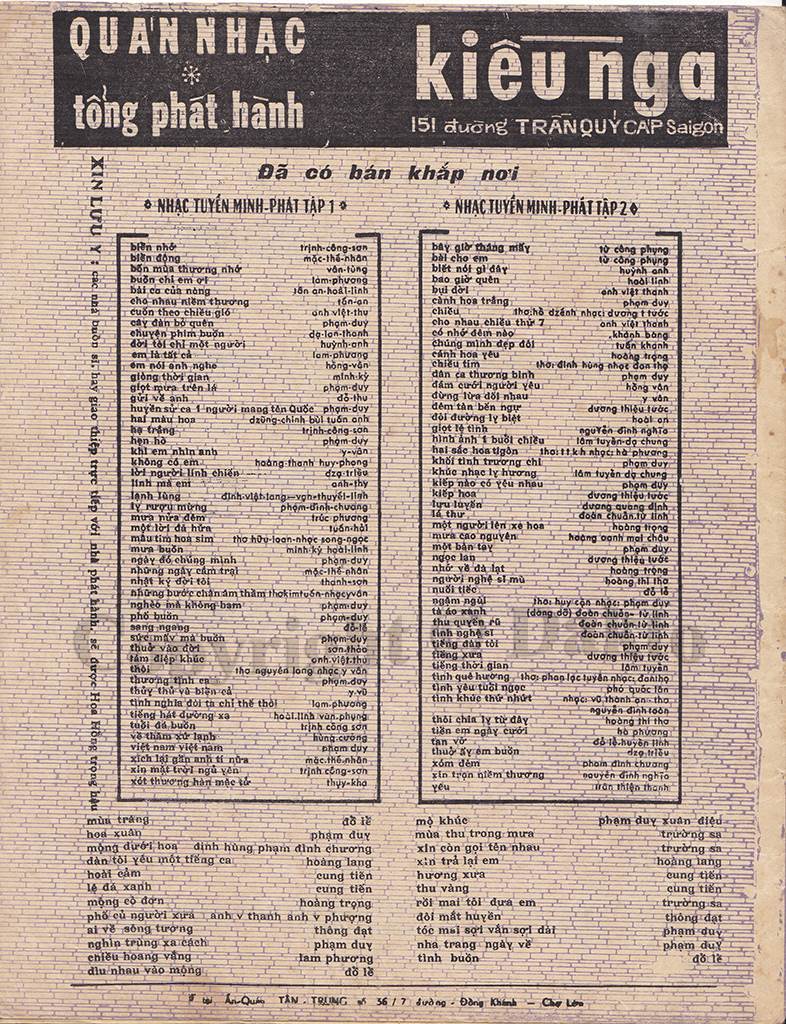 QUÁN NHẠC
tổng phát hành
kiều nga
151 đường TRẦN QUÝ CÁP Saigon
Đã có bán khắp nơi
XIN LƯU Ý : các nhà buôn sỉ, hay giao thiệp trực tiếp với nhà phát hành, sẽ được Hoa Hồng trọng hậu
NHẠC TUYỂN MINH-PHÁT TẬP 1
biển nhớ trịnh-công-sơn
biển động mặc-thế-nhân
bốn mùa thương nhớ văn-tùng
buồn chi em ơi lam-phương
bài ca của nàng tấn an-hoài-linh
cho nhau niềm thương tấn-an
cuốn theo chiều gió anh việt-thu
cây đàn bỏ quên phạm-duy
chuyện phim buồn dạ-lan-thanh
đời tôi chỉ một người huỳnh-anh
em là tất cả lam-phương
em nói anh nghe hồng-vân
giòng thời gian minh-kỳ
giọt mưa trên lá phạm-duy
gửi về anh đỗ-thu
huyền sử ca 1 người mang tên Quốc phạm-duy
hai màu hoa dzũng-chinh bùi tuấn anh
hạ trắng trịnh-công-sơn
hẹn hò phạm-duy
khi em nhìn anh y-vân
không có em hoàng-thanh huy-phong
lời người lính chiến dzạ-triều
linh mã em anh-thy
lạnh lùng đinh-việt-lang-văn-thuyết-linh
ly rượu mừng phạm-đình-chương
mưa nửa đêm trúc phương
một lời đã hứa tuấn-hải
mầu tím hoa sim thơ hữu-loan-nhạc song-ngọc
mưa buồn minh-kỳ hoài-linh
ngày đó chúng mình phạm-duy
những ngày cắm trại mặc-thế-nhân
nhật ký đời tôi thanh-sơn
những bước chân âm thầm thơ kim tuấn-nhạc y vân
nghèo mà không ham phạm-duy
phố buồn phạm-duy
sang ngang đỗ-lễ
sức mấy mà buồn phạm-duy
thuở vào đời sơn-thảo
tám điệp khúc anh-việt-thu
thôi thơ nguyễn long nhạc y vân
thương tình ca phạm-duy
thủy thủ và biển cả y-vũ
tình nghĩa đôi ta chỉ thế thôi lam-phương
tiếng hát đường xa hoài-linh văn-phụng
tuổi đá buồn trịnh công sơn
về thăm xứ lạnh hùng-cường
việt nam việt nam phạm duy
xích lại gần anh tí nữa mặc-thế-nhân
xin mặt trời ngủ yên trịnh công-sơn
xót thương hàn mặc tử thụy-kha
NHẠC TUYỂN MINH-PHÁT TẬP 2
bây giờ tháng mấy từ công phụng
bài cho em từ công phụng
biết nói gì đây huỳnh anh
bao giờ quên hoài linh
bụi đời anh việt thanh
cành hoa trắng phạm duy
chiều thơ: hồ dzếnh nhạc: dương t tước
cho nhau chiều thứ 7 anh việt thanh
có nhớ đêm nào khánh băng
chúng mình đẹp đôi tuấn khanh
cánh hoa yêu hoàng trọng
chiều tím thơ: đinh hùng nhạc đan thọ
dân ca thương binh phạm duy
đám cưới người yêu hồng vân
đừng lừa dối nhau y vân
đêm tàn bến ngự dương thiệu tước
đôi đường ly biệt hoài an
giọt lệ tình nguyễn đình nghĩa
hình ảnh 1 buổi chiều lâm tuyền-dạ chung
hai sắc hoa tigôn thơ: t t.k.h nhạc: hà phương
khối tình trương chi phạm duy
khúc nhạc ly hương lâm tuyền dạ chung
kiếp nào có yêu nhau phạm duy
kiếp hoa dương thiệu tước
lưu luyến dương quang định
lá thư đoàn chuẩn từ linh
một người lên xe hoa hoàng trọng
mưa cao nguyên hoàng oanh mai châu
một bàn tay phạm duy
ngọc lan dương thiệu tước
nhớ về đà lạt hoàng trọng
người nghệ sĩ mù hoàng thi thơ
nuối tiếc đỗ lễ
ngậm ngùi thơ: huy cận nhạc: phạm duy
tà áo xanh (dang dở) đoàn chuẩn- từ linh
thu quyến rũ đoàn chuẩn-từ linh
tình nghệ sĩ đoàn chuẩn-từ linh
tiếng đàn tôi phạm duy
tiếng xưa dương thiệu tước
tiếng thời gian lâm tuyền
tình quê hương thơ: phan lạc tuyên nhạc: đan thọ
tình yêu tuổi ngọc phó quốc lân
tình khúc thứ nhứt nhạc: vũ thành an- thơ
nguyễn đình toàn
thôi chia ly từ đây hoàng thi thơ
tiễn em ngày cưới hà phương
tan vỡ đỗ lễ-huyền linh
thuở ấy em buồn dzạ triều
xóm đêm phạm đình chương
xin trọn niềm thương nguyễn đình nghĩa
yêu trần thiện thanh
mùa trăng đỗ lễ
hoa xuân phạm duy
mộng dưới hoa đinh hùng phạm đình chương
đàn tôi yêu một tiếng ca hoàng lang
hoài cảm cung tiến
lệ đá xanh cung tiến
mộng cô đơn hoàng trọng
phố củ người xưa anh v thanh anh v phượng
ai về sông tương thông đạt
nghìn trùng xa cách phạm duy
chiều hoang vắng lam phương
dìu nhau vào mộng đỗ lễ
mộ khúc phạm duy xuân diệu
mùa thu trong mưa trường sa
xin còn gọi tên nhau trường sa
xin trả lại em hoàng lang
hương xưa cung tiến
thu vàng cung tiến
rồi mai tôi đưa em trường sa
đôi mắt huyền thông đạt
tóc mai sợi vắn sợi dài phạm duy
nha trang ngày về phạm duy
tình buồn đỗ lễ
tại Ấn-Quán TÂN - TRUNG số 36 / 7 đường - Đồng Khánh - Chợ Lớn